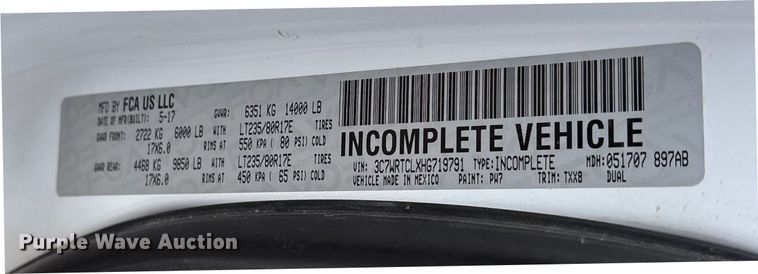 MFD BY FCA US LLC
DATE OF MFR(BUILT): 5-17 GVWR: 6351 KG 14000 LB
GAWR FRONT: 2722 KG 6000 LB WITH LT235/80R17E TIRES
17X6.0 RIMS AT 550 KPA ( 80 PSI) COLD
GAWR REAR: 4468 KG 9850 LB WITH LT235/80R17E TIRES
17X6.0 RIMS AT 450 KPA ( 65 PSI) COLD
INCOMPLETE VEHICLE
VIN: 3C7WRTCLXHG719791 TYPE: INCOMPLETE MDH: 051707 897AB
VEHICLE MADE IN MEXICO PAINT: PW7 TRIM: TXX8 DUAL
Purple Wave Auction